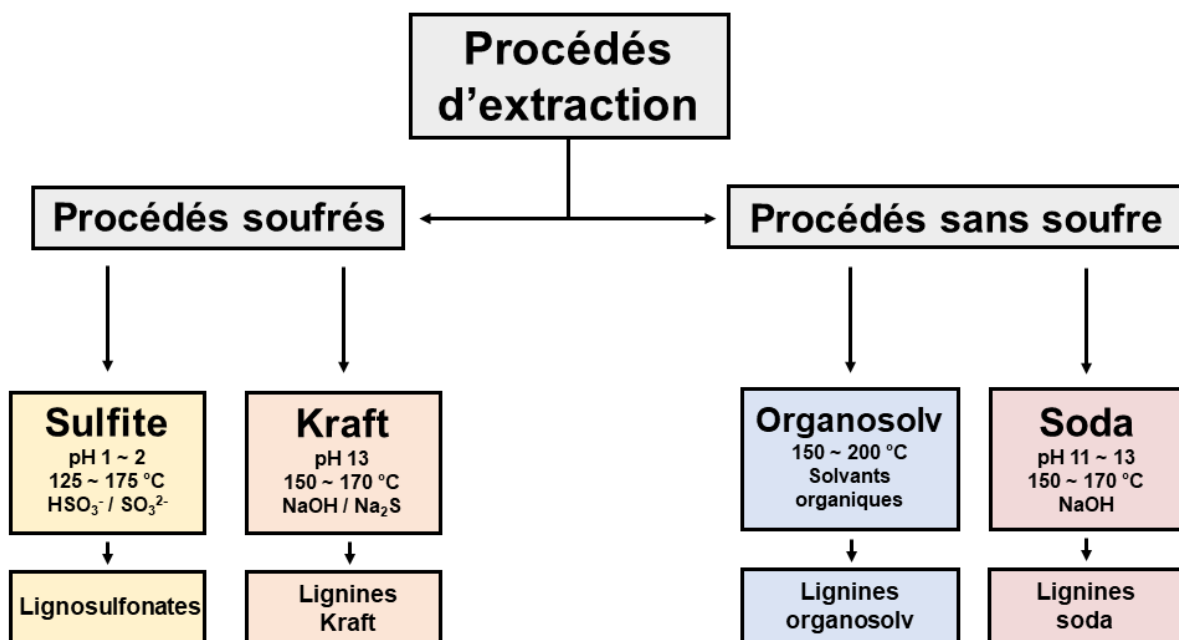 Procédés
d’extraction
Procédés soufrés
Procédés sans soufre
Sulfite
pH 1 ~ 2
125 ~ 175 °C
HSO₃⁻ / SO₃²⁻
Kraft
pH 13
150 ~ 170 °C
NaOH / Na₂S
Organosolv
150 ~ 200 °C
Solvants
organiques
Soda
pH 11 ~ 13
150 ~ 170 °C
NaOH
Lignosulfonates
Lignines
Kraft
Lignines
organosolv
Lignines
soda